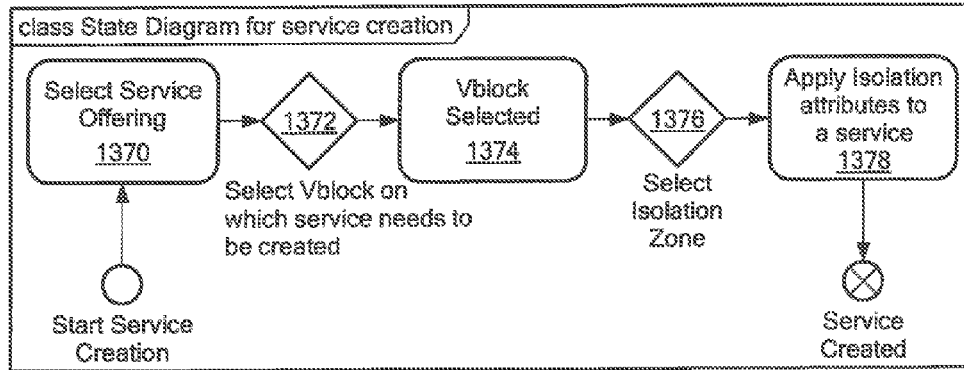 class State Diagram for service creation
Select Service
Offering
1370
1372
Select Vblock on
which service needs to
be created
Vblock
Selected
1374
1376
Select
Isolation
Zone
Apply Isolation
attributes to
a service
1378
Start Service
Creation
Service
Created